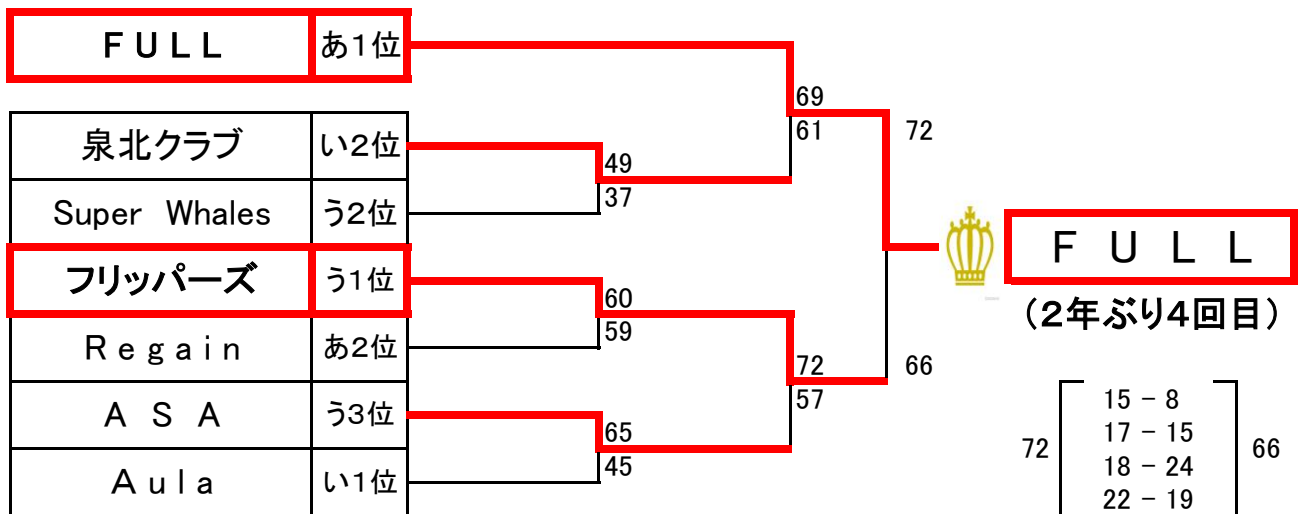 ＦＵＬＬ あ1位
69
61
72
泉北クラブ い2位
49
37
Super Whales う2位
Ｆ Ｕ Ｌ Ｌ
フリッパーズ う1位
(2年ぶり4回目)
60
59
Ｒｅｇａｉｎ あ2位
72
57
66
Ａ Ｓ Ａ う3位
65
45
Ａｕｌａ い1位
15 － 8
17 － 15
72 66
18 － 24
22 － 19